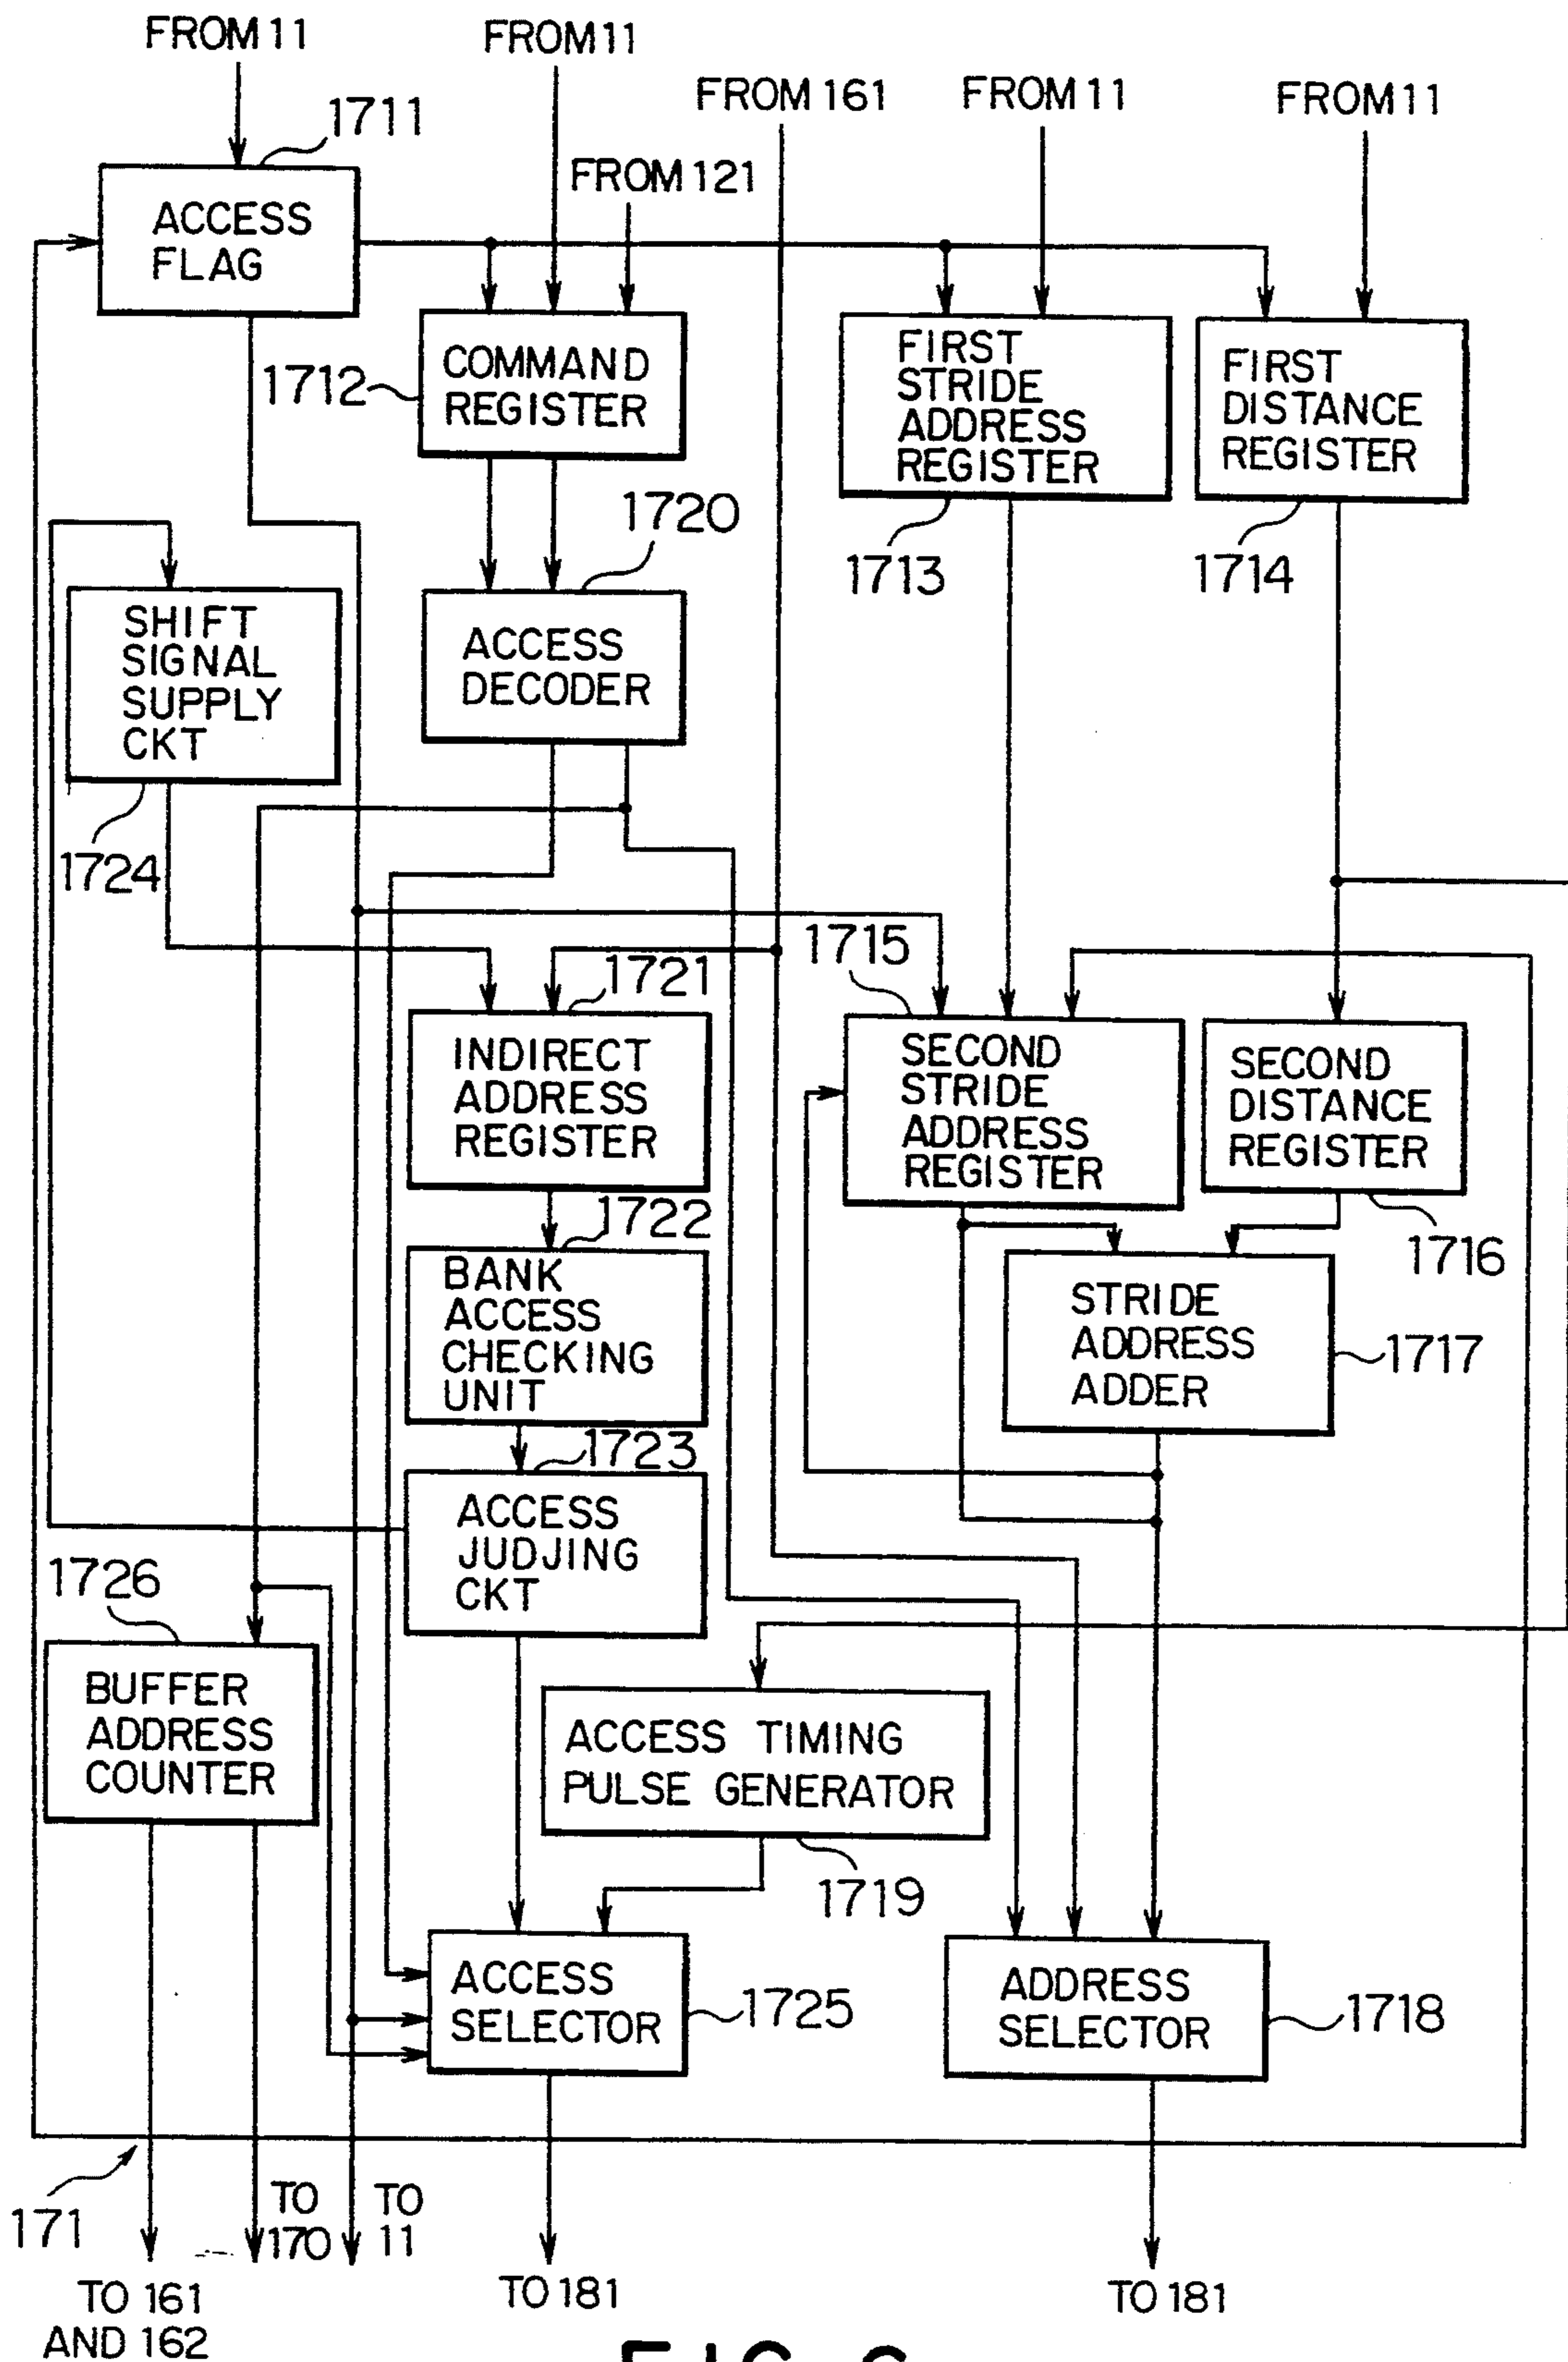 FROM 11
FROM 11
FROM 161
FROM 11
FROM 11
1711
FROM 121
ACCESS
FLAG
1712
COMMAND
REGISTER
FIRST
STRIDE
ADDRESS
REGISTER
FIRST
DISTANCE
REGISTER
1713
1714
1720
SHIFT
SIGNAL
SUPPLY
CKT
ACCESS
DECODER
1724
1715
1721
INDIRECT
ADDRESS
REGISTER
SECOND
STRIDE
ADDRESS
REGISTER
SECOND
DISTANCE
REGISTER
1722
1716
BANK
ACCESS
CHECKING
UNIT
STRIDE
ADDRESS
ADDER
1717
1723
ACCESS
JUDJING
CKT
1726
BUFFER
ADDRESS
COUNTER
ACCESS TIMING
PULSE GENERATOR
1719
ACCESS
SELECTOR
1725
ADDRESS
SELECTOR
1718
171
TO
170
TO
11
TO 161
AND 162
TO 181
TO 181